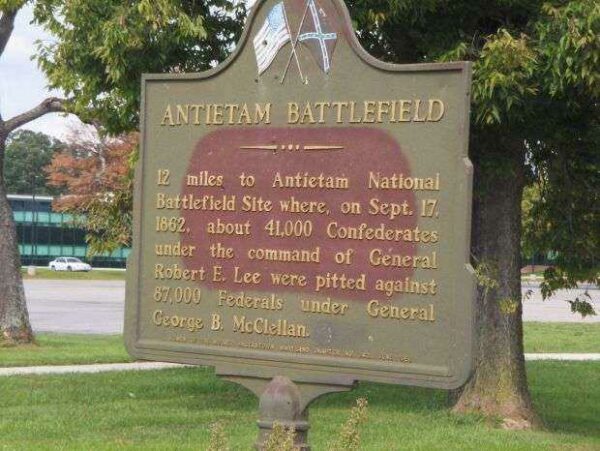 ANTIETAM BATTLEFIELD
12 miles to Antietam National
Battlefield Site where, on Sept. 17,
1862, about 41,000 Confederates
under the command of General
Robert E. Lee were pitted against
87,000 Federals under General
George B. McClellan.